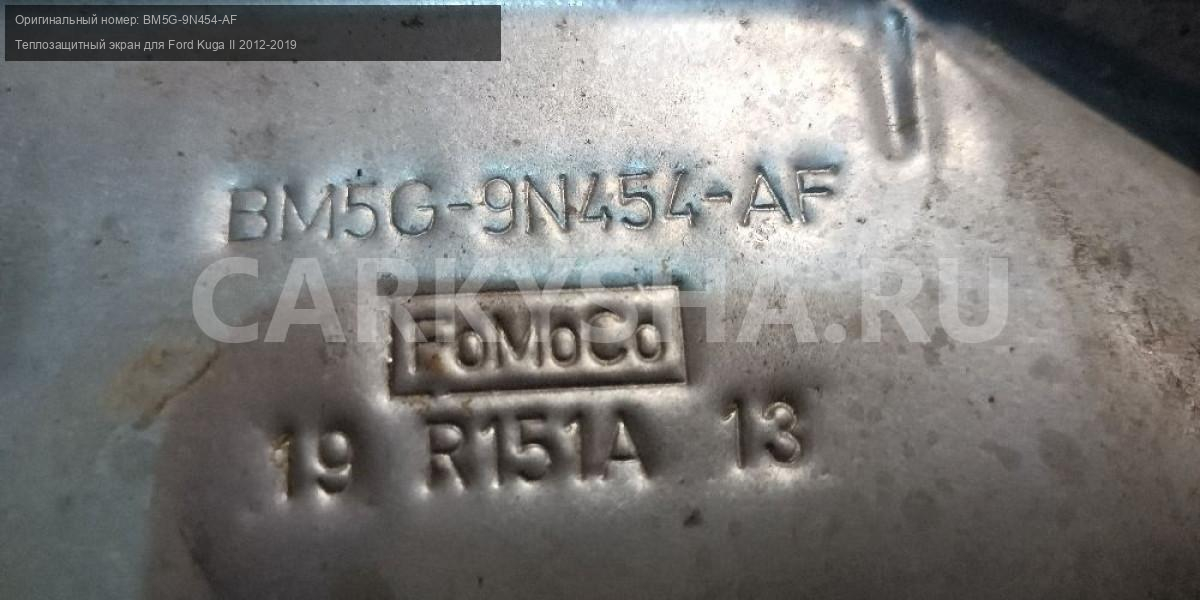 Оригинальный номер: BM5G-9N454-AF
Теплозащитный экран для Ford Kuga II 2012-2019
BM5G-9N454-AF
CARKYSHA.RU
FoMoCo
19 R151A 13